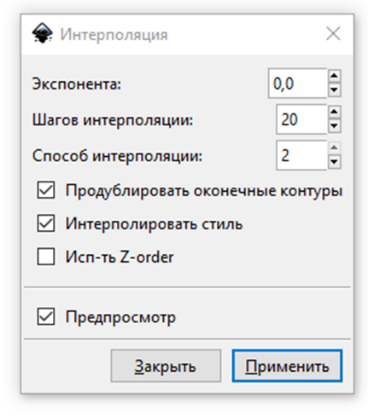 Интерполяция
Экспонента: 0,0
Шагов интерполяции: 20
Способ интерполяции: 2
Продублировать оконечные контуры
Интерполировать стиль
Исп-ть Z-order
Предпросмотр
Закрыть Применить